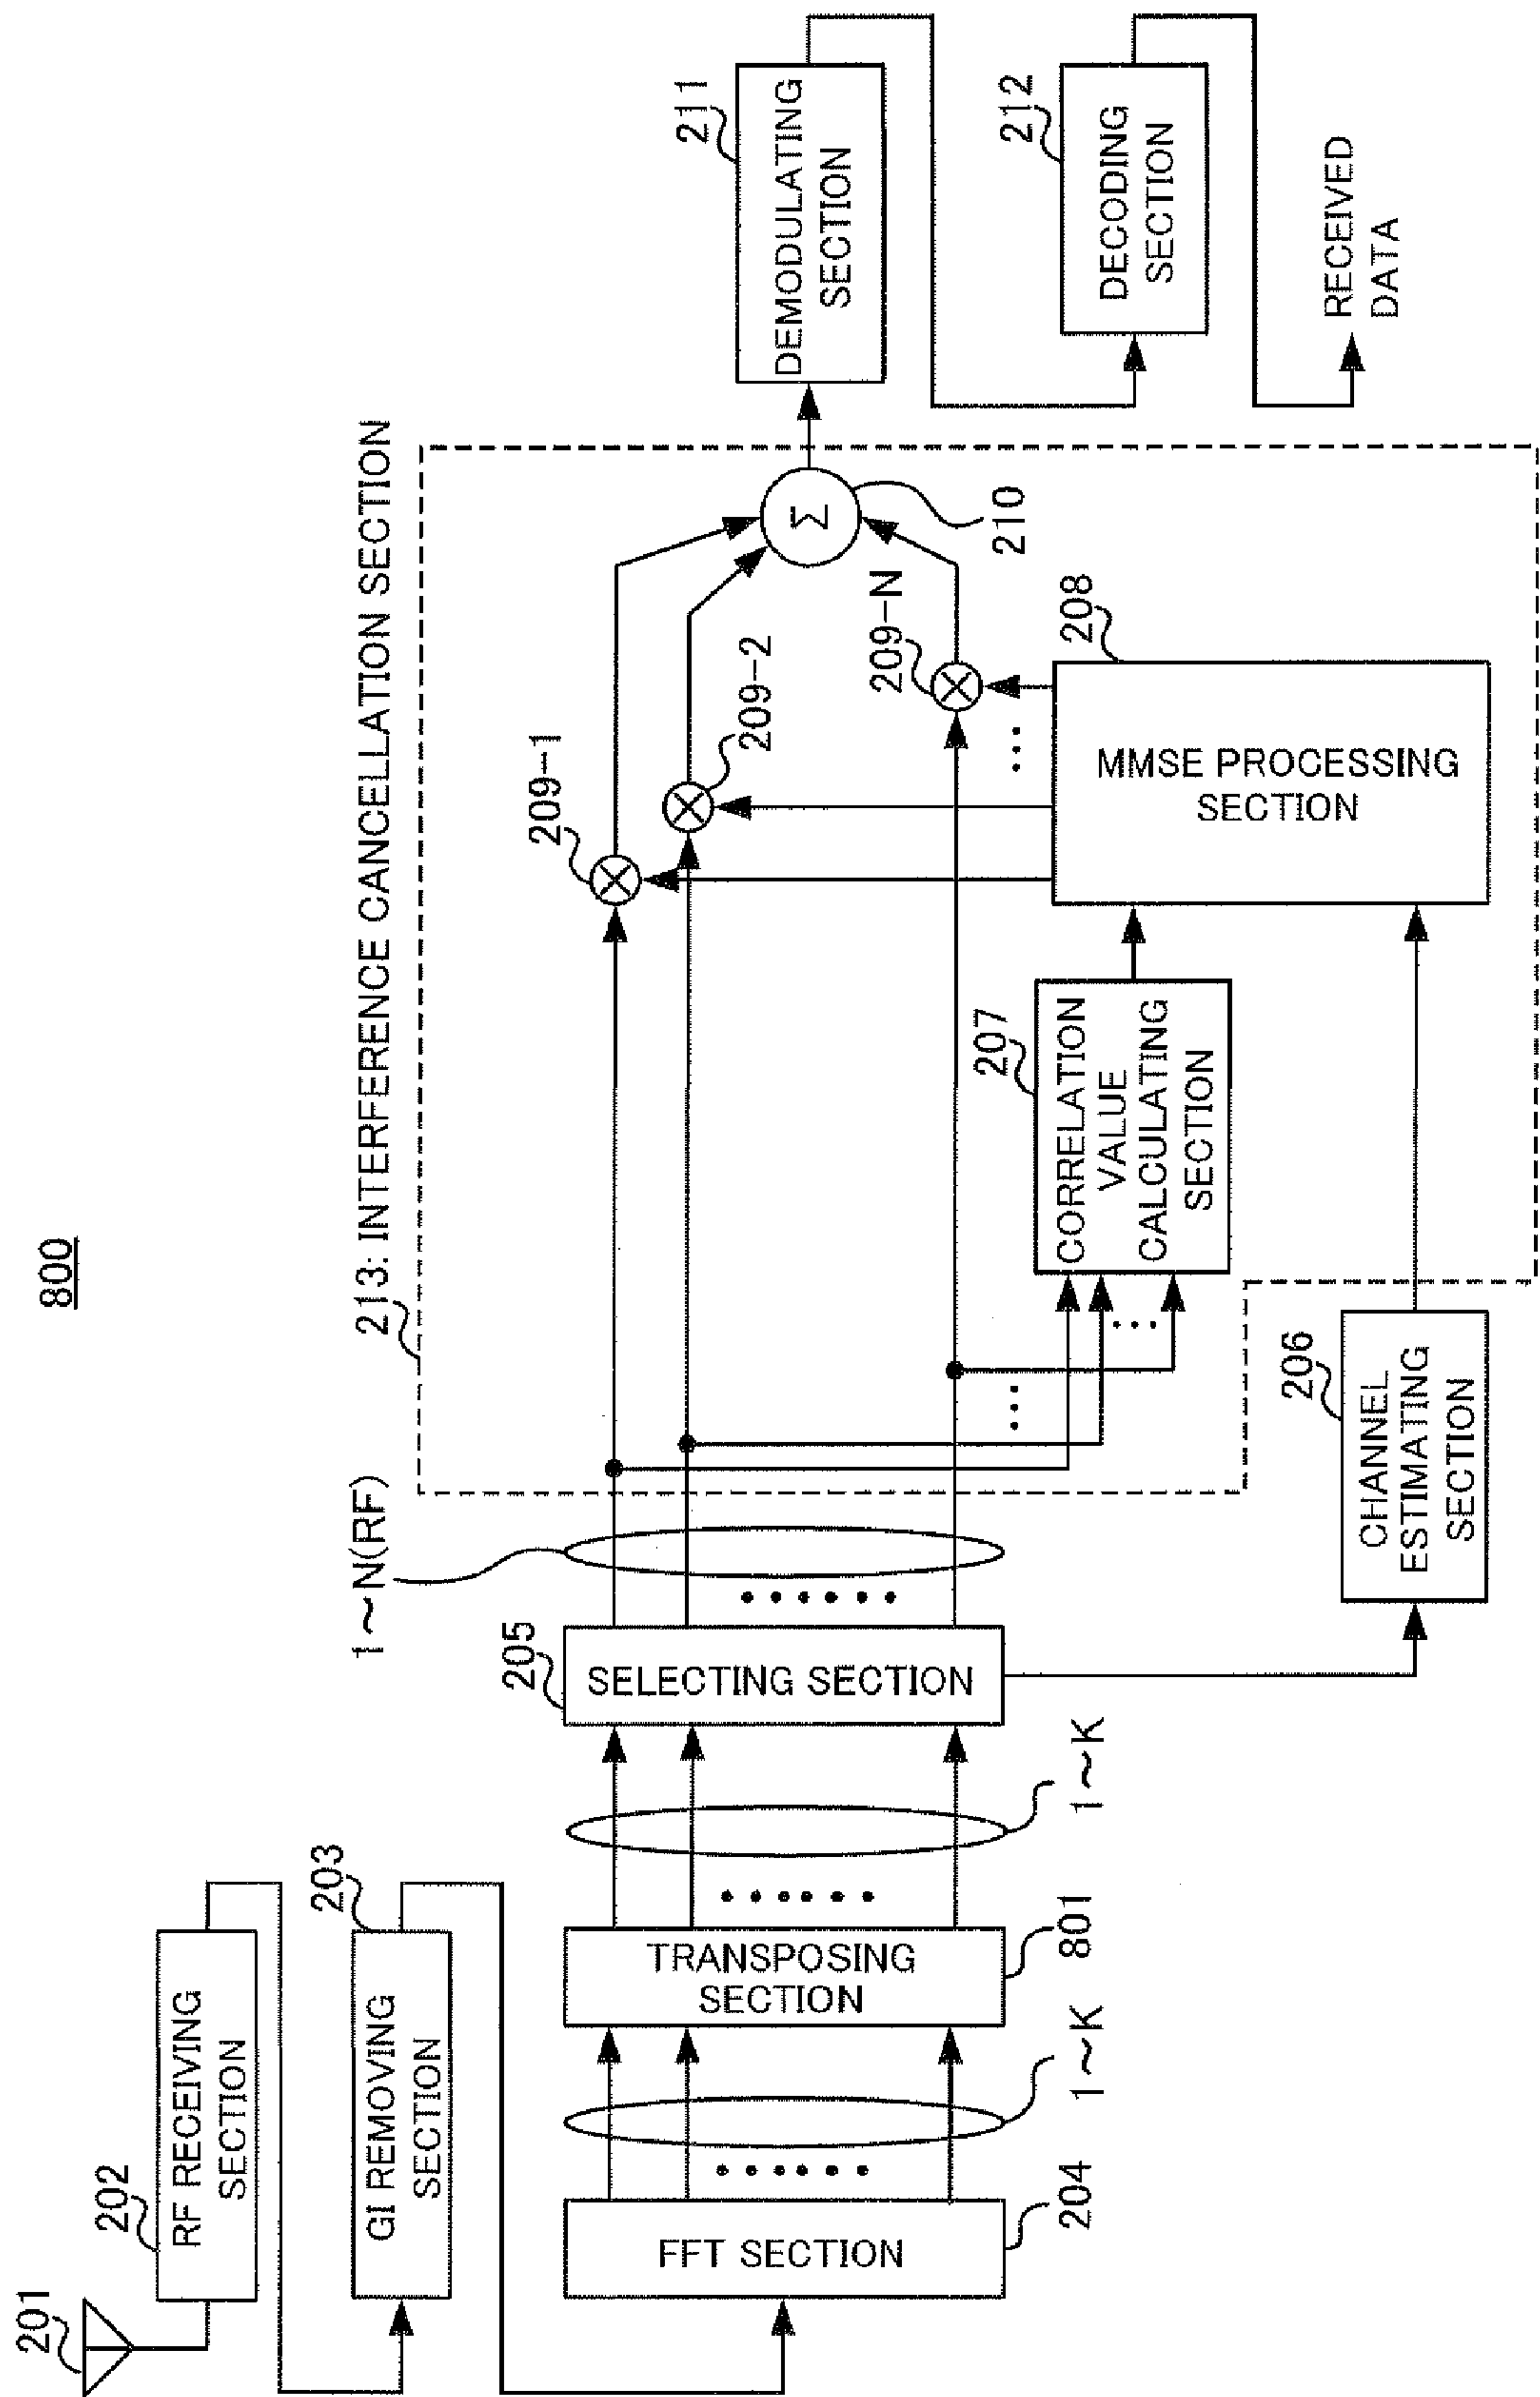 800
201
202
RF RECEIVING
SECTION
203
GI REMOVING
SECTION
204
FFT SECTION
1~K
801
TRANSPOSING
SECTION
1~K
205
SELECTING SECTION
1~N(RF)
206
CHANNEL
ESTIMATING
SECTION
213: INTERFERENCE CANCELLATION SECTION
207
CORRELATION
VALUE
CALCULATING
SECTION
208
MMSE PROCESSING
SECTION
209-1
209-2
209-N
Σ
210
211
DEMODULATING
SECTION
212
DECODING
SECTION
RECEIVED
DATA